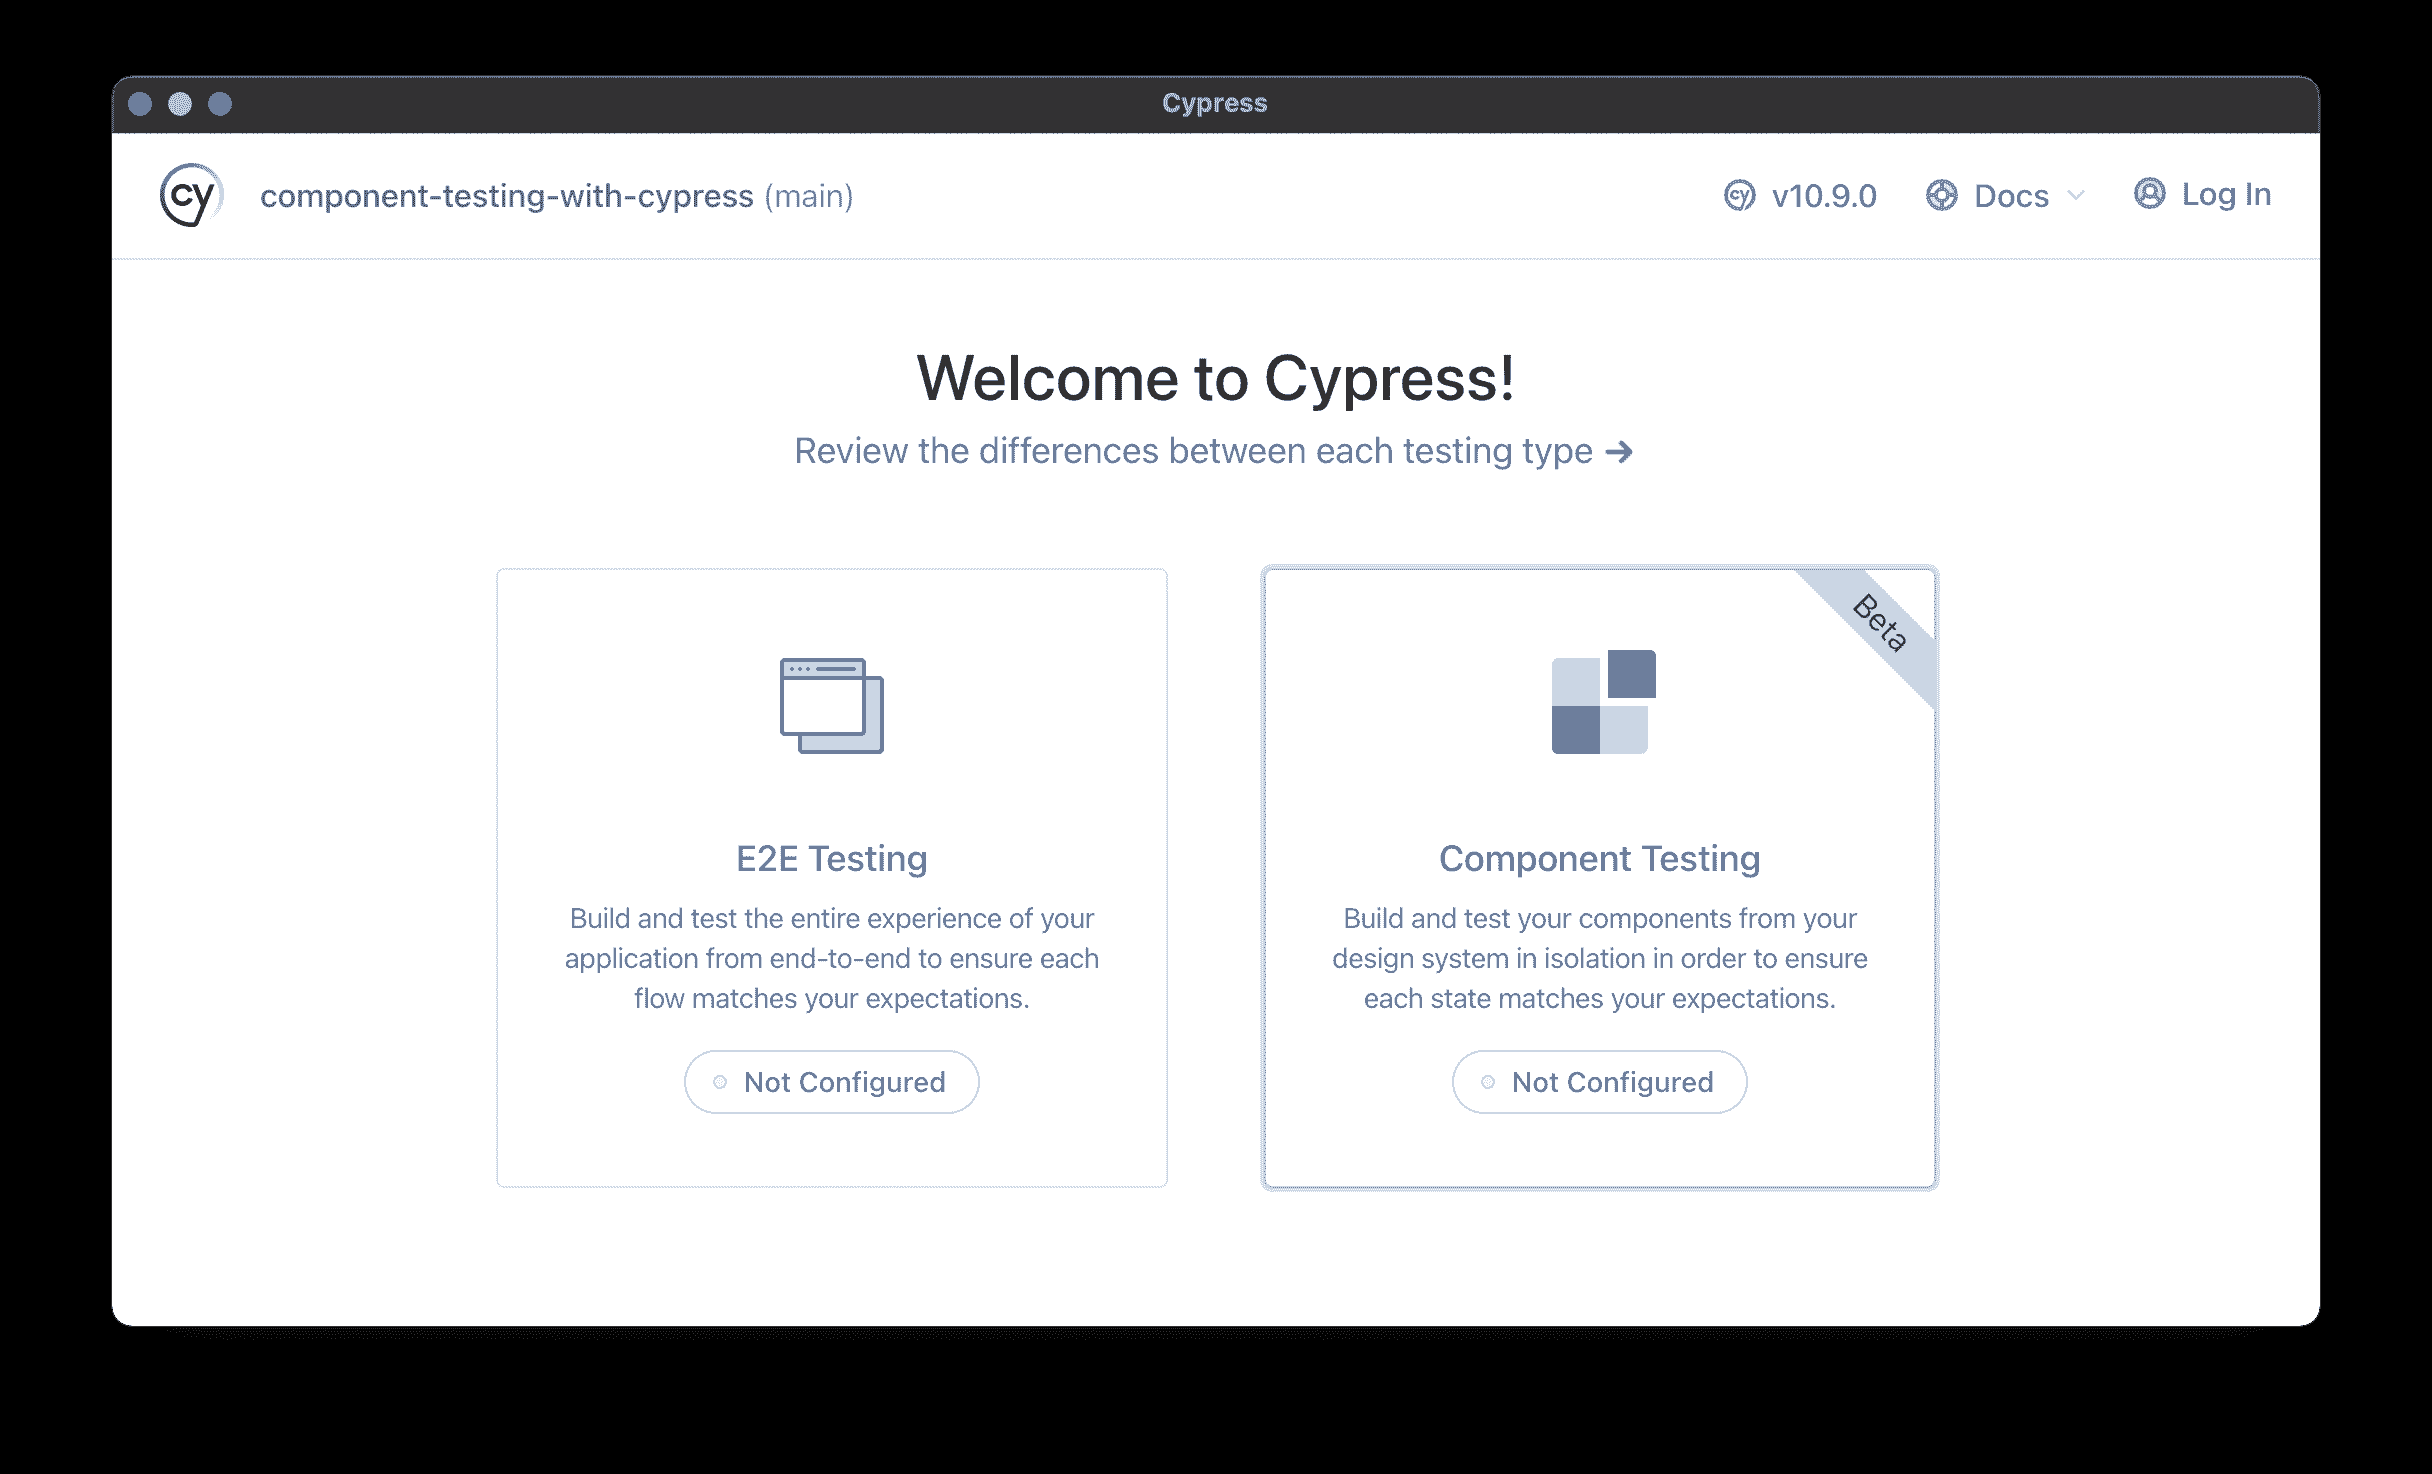 Cypress
cy component-testing-with-cypress (main)
cy v10.9.0 Docs Log In
Welcome to Cypress!
Review the differences between each testing type →
Beta
E2E Testing
Build and test the entire experience of your
application from end-to-end to ensure each
flow matches your expectations.
Not Configured
Component Testing
Build and test your components from your
design system in isolation in order to ensure
each state matches your expectations.
Not Configured